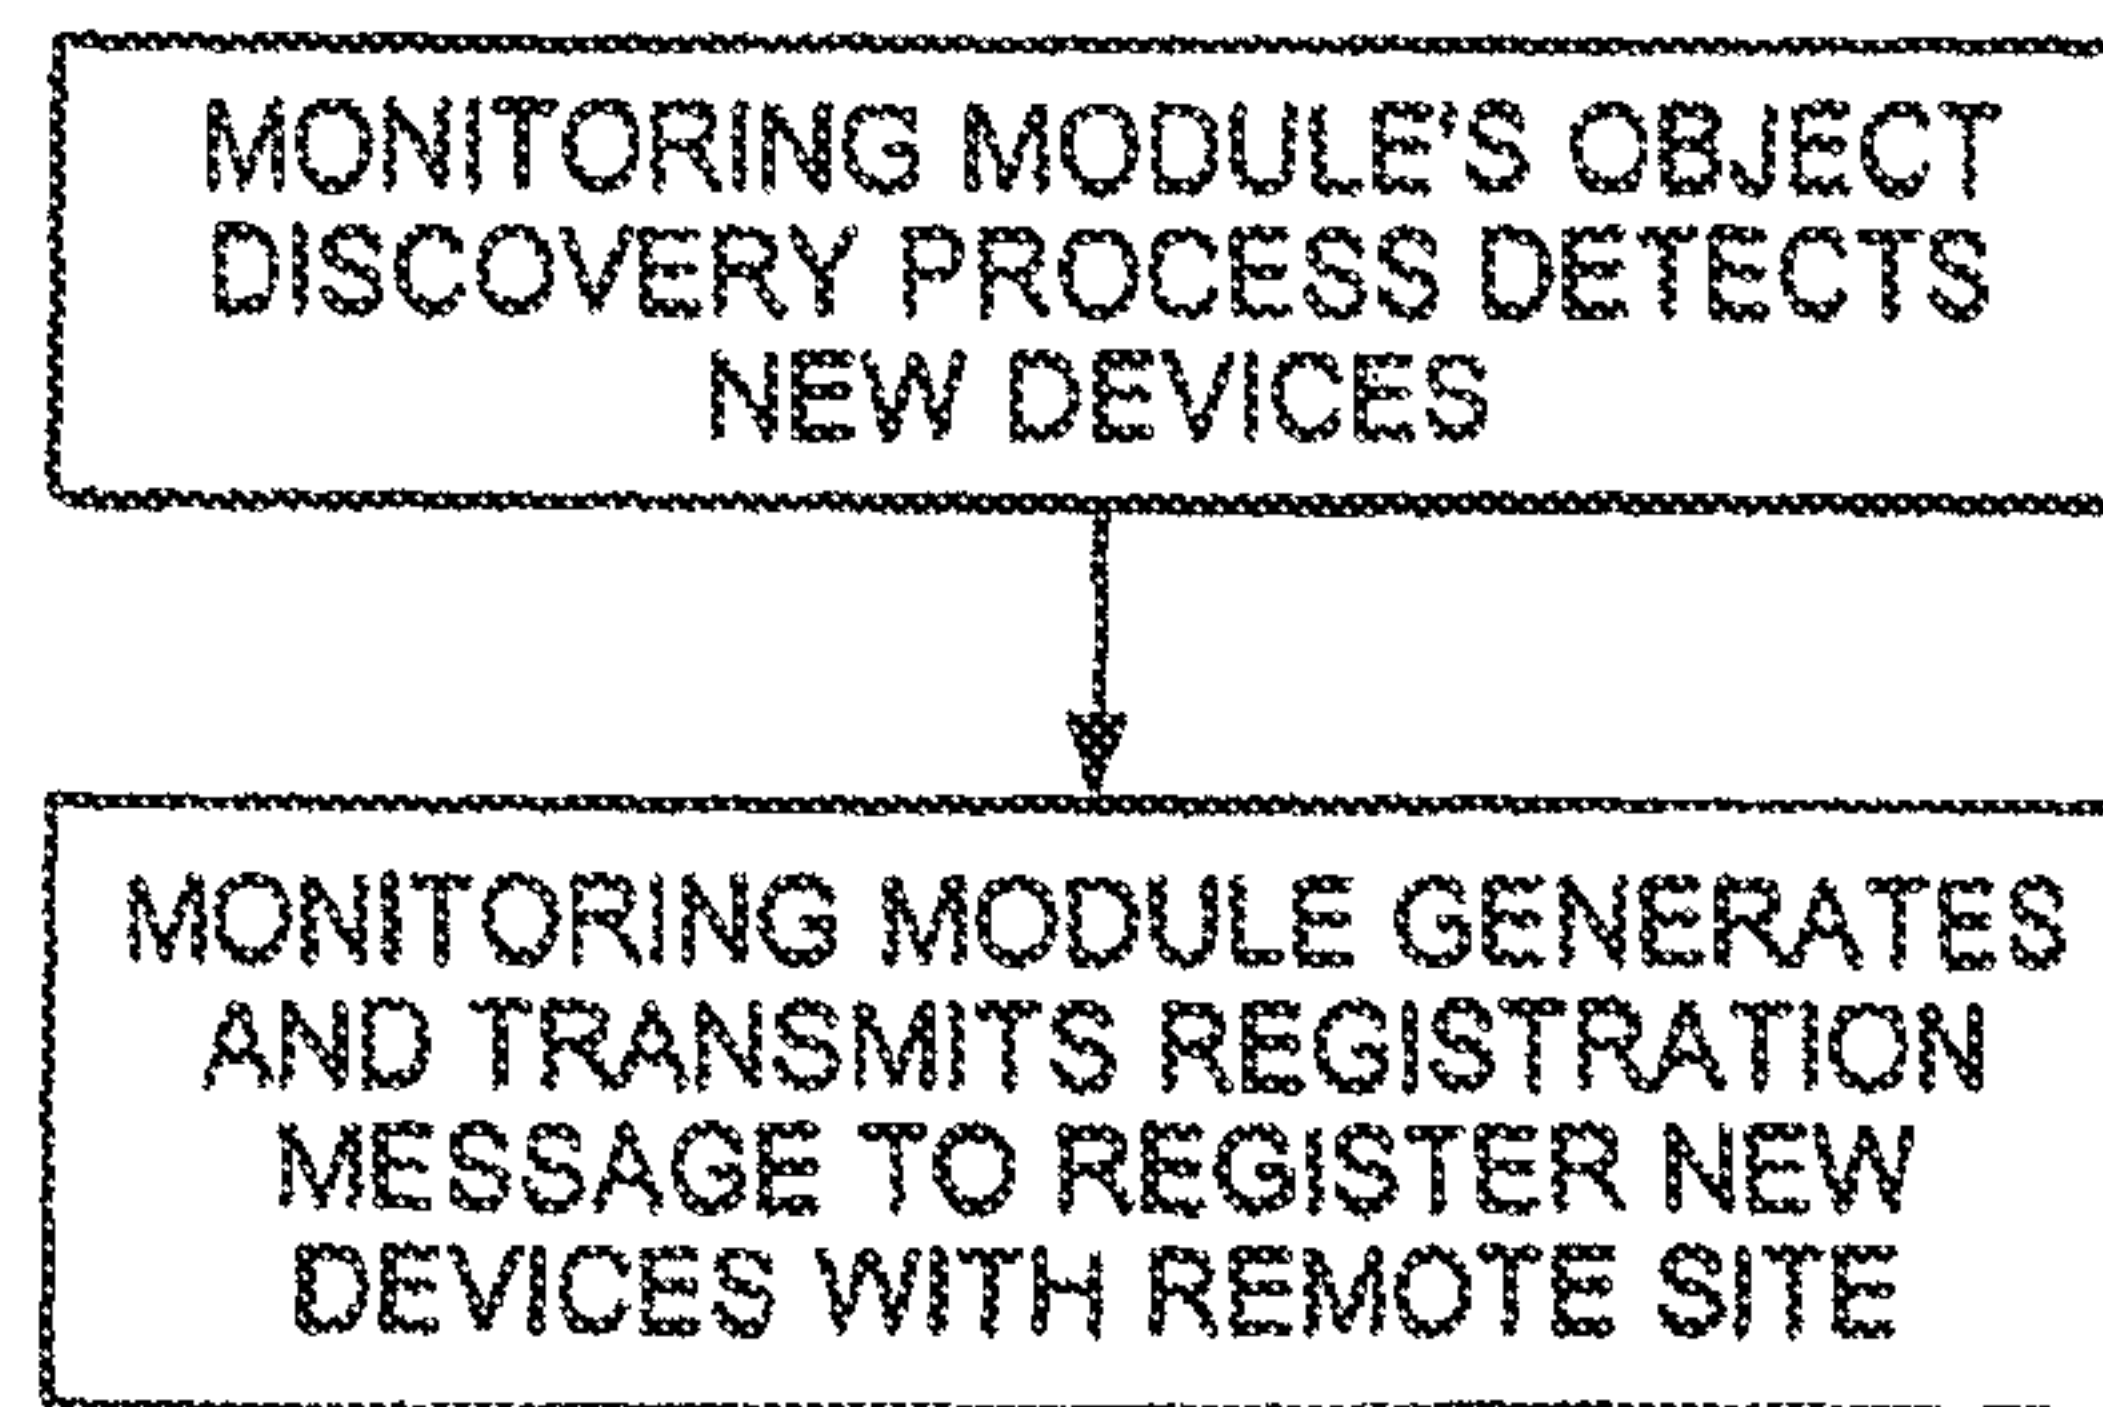 MONITORING MODULE'S OBJECT
DISCOVERY PROCESS DETECTS
NEW DEVICES
MONITORING MODULE GENERATES
AND TRANSMITS REGISTRATION
MESSAGE TO REGISTER NEW
DEVICES WITH REMOTE SITE